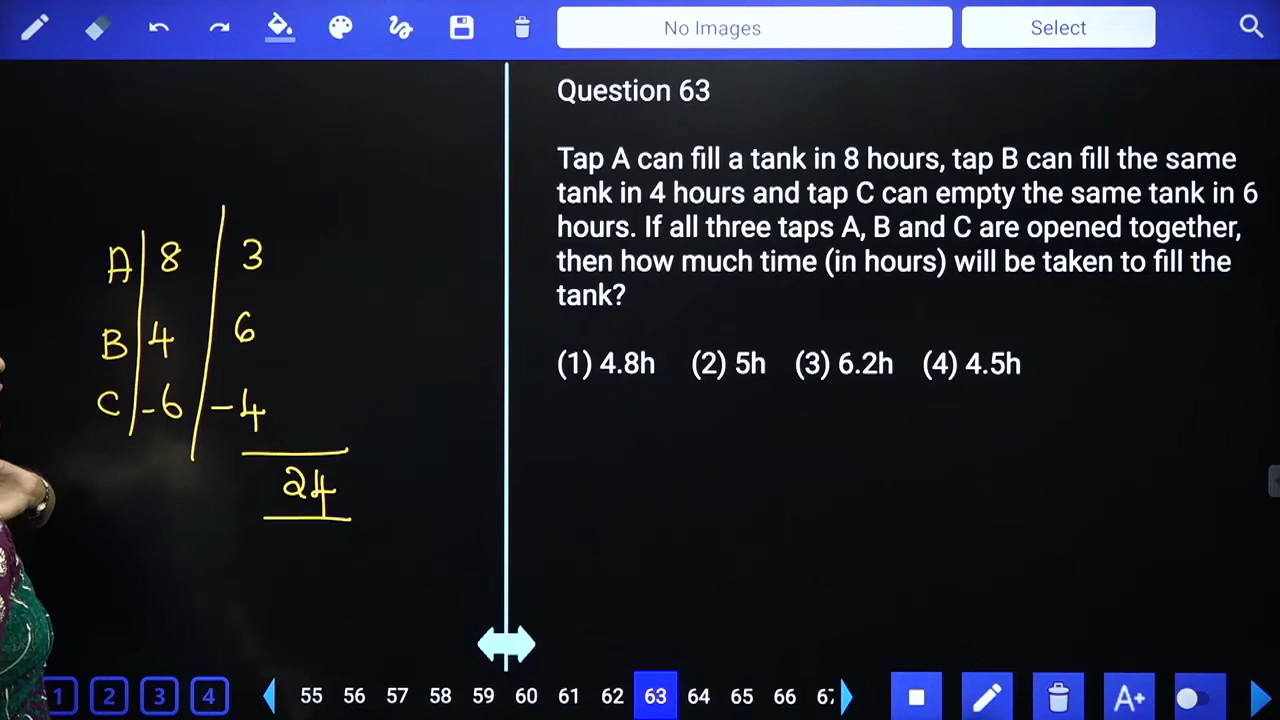 No Images
Select
Question 63
Tap A can fill a tank in 8 hours, tap B can fill the same
tank in 4 hours and tap C can empty the same tank in 6
hours. If all three taps A, B and C are opened together,
then how much time (in hours) will be taken to fill the
tank?
(1) 4.8h (2) 5h (3) 6.2h (4) 4.5h
A 8 3
B 4 6
C -6 -4
24
1 2 3 4 55 56 57 58 59 60 61 62 63 64 65 66 A+